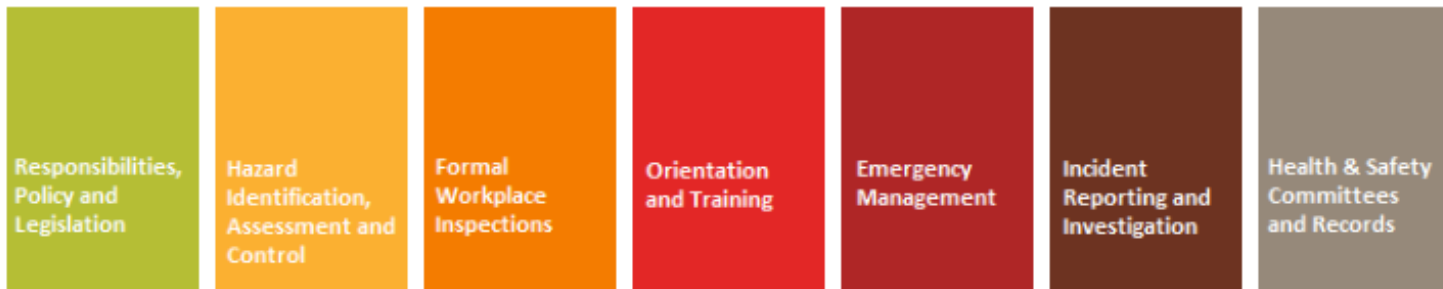 Responsibilities,
Policy and
Legislation
Hazard
Identification,
Assessment and
Control
Formal
Workplace
Inspections
Orientation
and Training
Emergency
Management
Incident
Reporting and
Investigation
Health & Safety
Committees
and Records